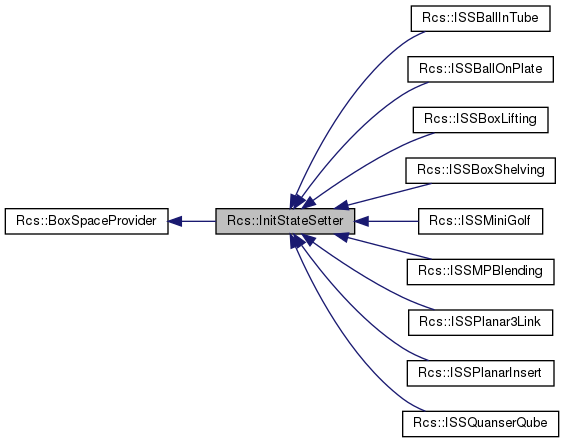 Rcs::ISSBallInTube
Rcs::ISSBallOnPlate
Rcs::ISSBoxLifting
Rcs::ISSBoxShelving
Rcs::BoxSpaceProvider
Rcs::InitStateSetter
Rcs::ISSMiniGolf
Rcs::ISSMPBlending
Rcs::ISSPlanar3Link
Rcs::ISSPlanarInsert
Rcs::ISSQuanserQube